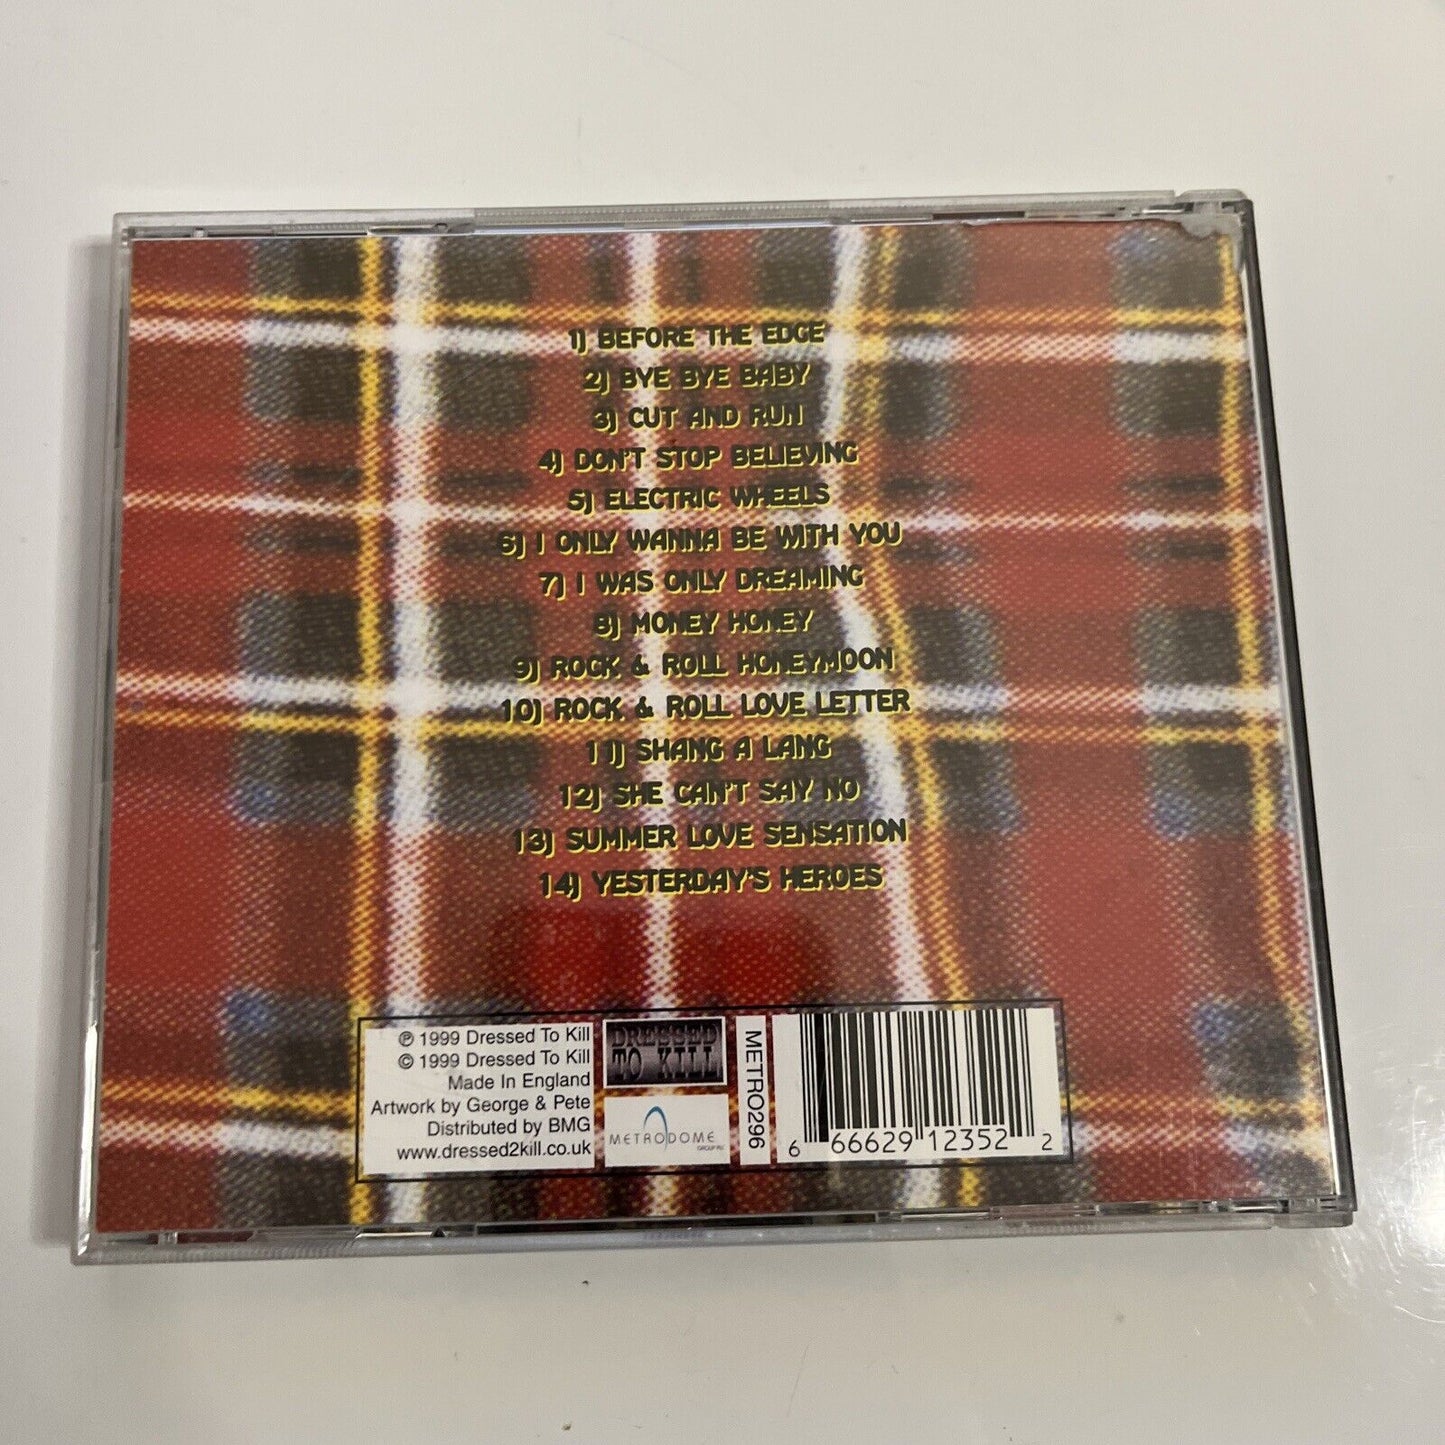 1) BEFORE THE EDGE
2) BYE BYE BABY
3) CUT AND RUN
4) DON'T STOP BELIEVING
5) ELECTRIC WHEELS
6) I ONLY WANNA BE WITH YOU
7) I WAS ONLY DREAMING
8) MONEY HONEY
9) ROCK & ROLL HONEYMOON
10) ROCK & ROLL LOVE LETTER
11) SHANG A LANG
12) SHE CAN'T SAY NO
13) SUMMER LOVE SENSATION
14) YESTERDAY'S HEROES
℗ 1999 Dressed To Kill
© 1999 Dressed To Kill
Made In England
Artwork by George & Pete
Distributed by BMG
www.dressed2kill.co.uk
DRESSED
TO KILL
METRODOME
GROUP PLC
METRO296
6 66629 12352 2